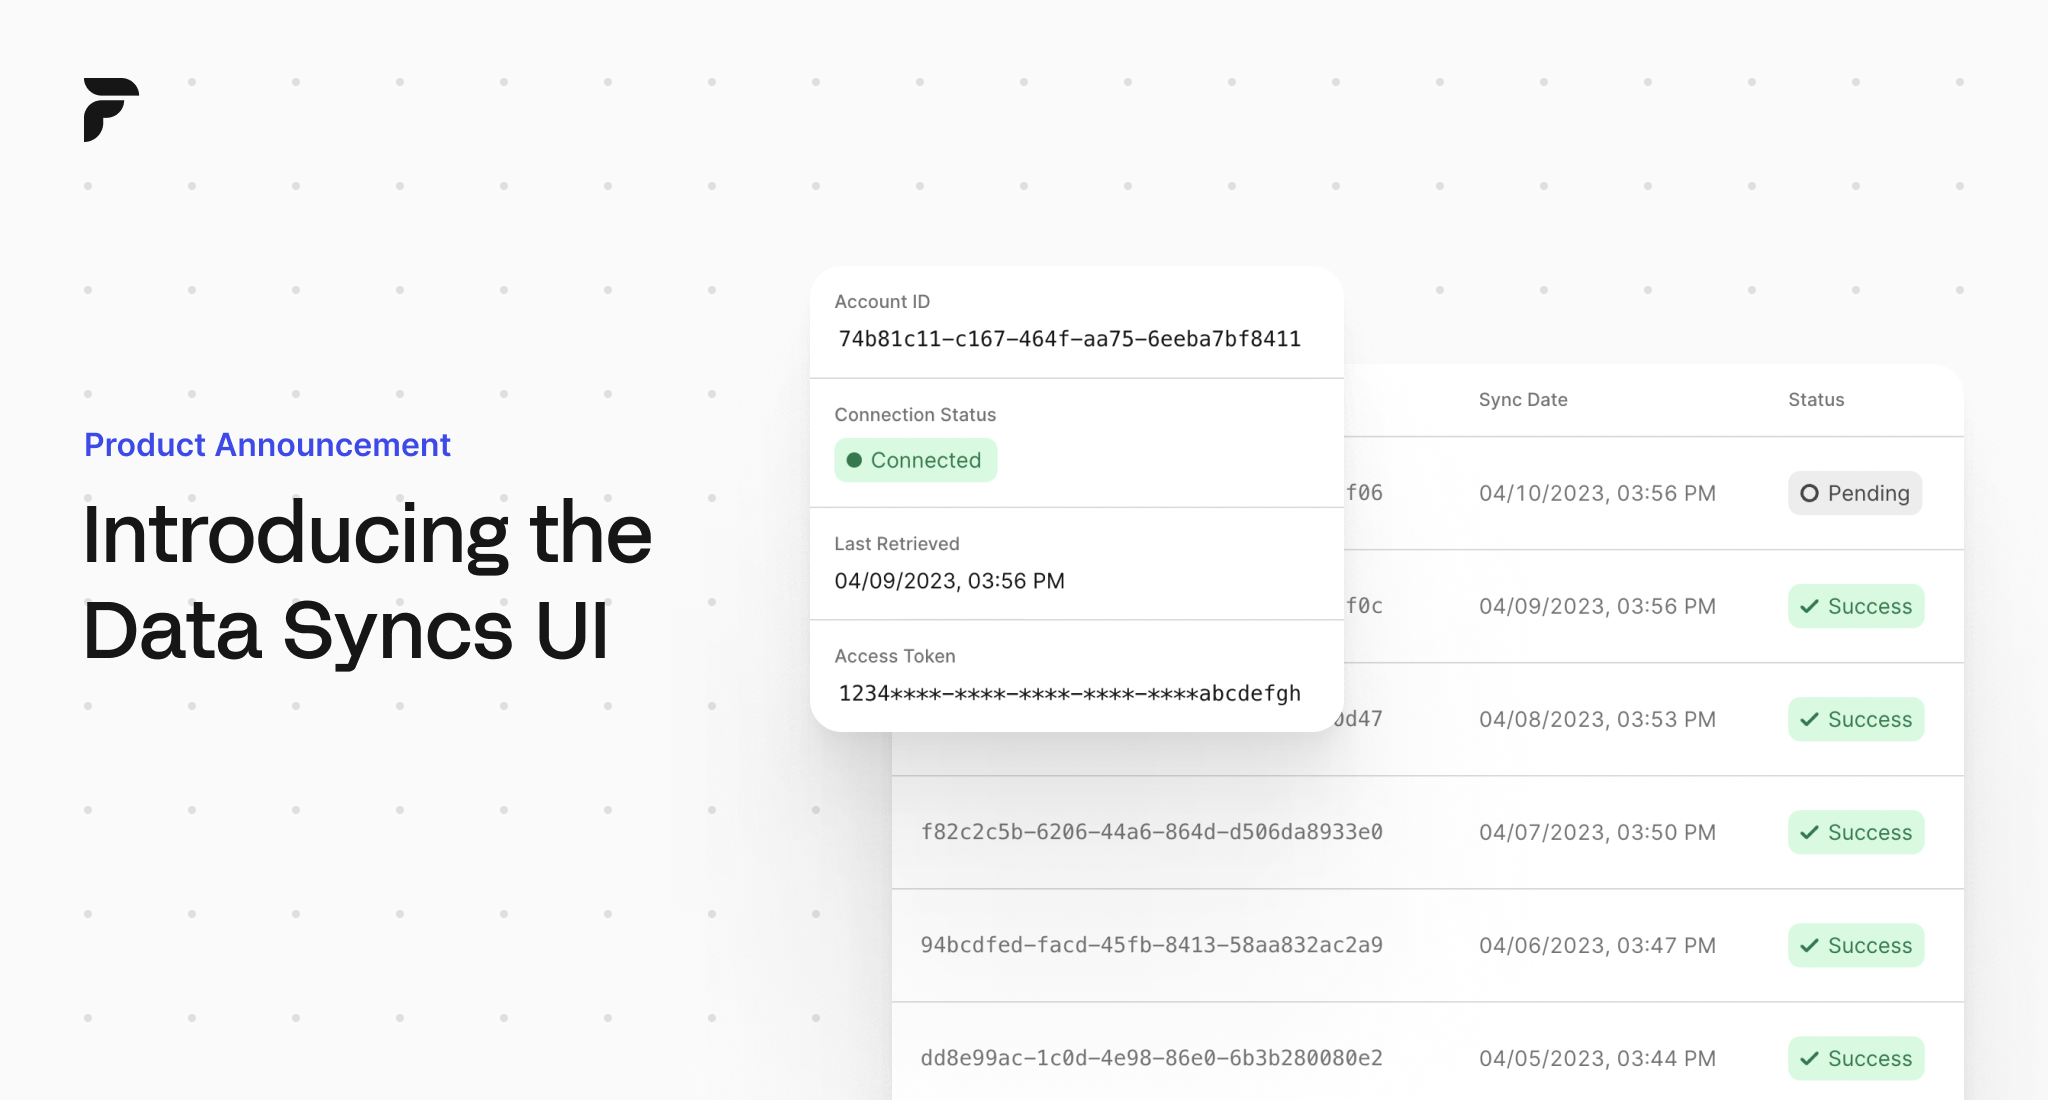 Product Announcement
Introducing the
Data Syncs UI
Account ID
74b81c11-c167-464f-aa75-6eeba7bf8411
Connection Status
Connected
Last Retrieved
04/09/2023, 03:56 PM
Access Token
1234****-****-****-****-****abcdefgh
Sync Date Status
f06 04/10/2023, 03:56 PM Pending
f0c 04/09/2023, 03:56 PM Success
0d47 04/08/2023, 03:53 PM Success
f82c2c5b-6206-44a6-864d-d506da8933e0 04/07/2023, 03:50 PM Success
94bcdfed-facd-45fb-8413-58aa832ac2a9 04/06/2023, 03:47 PM Success
dd8e99ac-1c0d-4e98-86e0-6b3b280080e2 04/05/2023, 03:44 PM Success